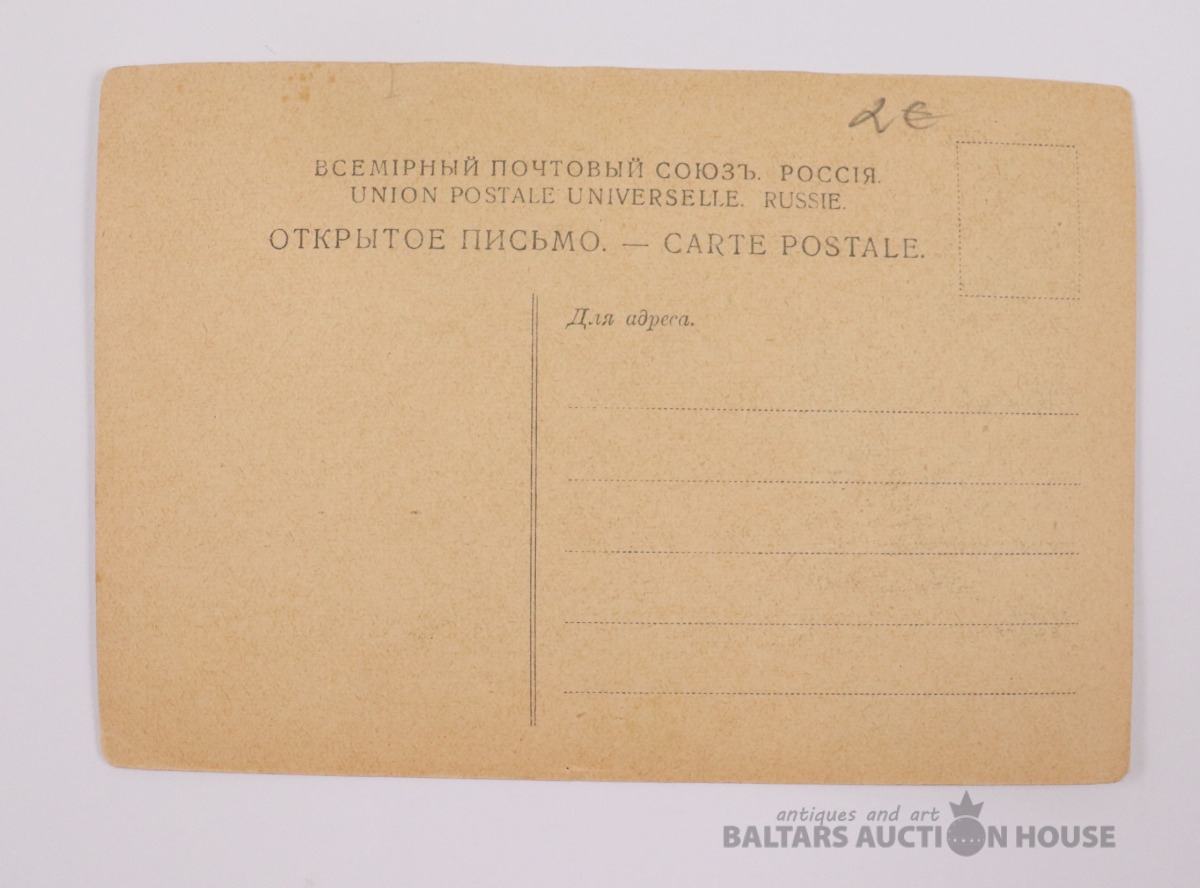 2€
ВСЕМІРНЫЙ ПОЧТОВЫЙ СОЮЗЪ. РОССІЯ.
UNION POSTALE UNIVERSELLE. RUSSIE.
ОТКРЫТОЕ ПИСЬМО. — CARTE POSTALE.
Для адреса.
antiques and art
BALTARS AUCTION HOUSE